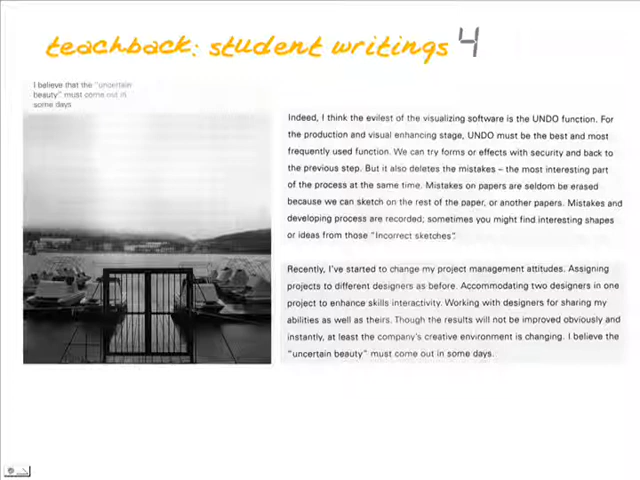 teachback: student writings 4
I believe that the "uncertain
beauty" must come out in
some days
Indeed, I think the evilest of the visualizing software is the UNDO function. For
the production and visual enhancing stage, UNDO must be the best and most
frequently used function. We can try forms or effects with security and back to
the previous step. But it also deletes the mistakes – the most interesting part
of the process at the same time. Mistakes on papers are seldom be erased
because we can sketch on the rest of the paper, or another papers. Mistakes and
developing process are recorded; sometimes you might find interesting shapes
or ideas from those "Incorrect sketches".
Recently, I've started to change my project management attitudes. Assigning
projects to different designers as before. Accommodating two designers in one
project to enhance skills interactivity. Working with designers for sharing my
abilities as well as theirs. Though the results will not be improved obviously and
instantly, at least the company's creative environment is changing. I believe the
"uncertain beauty" must come out in some days.